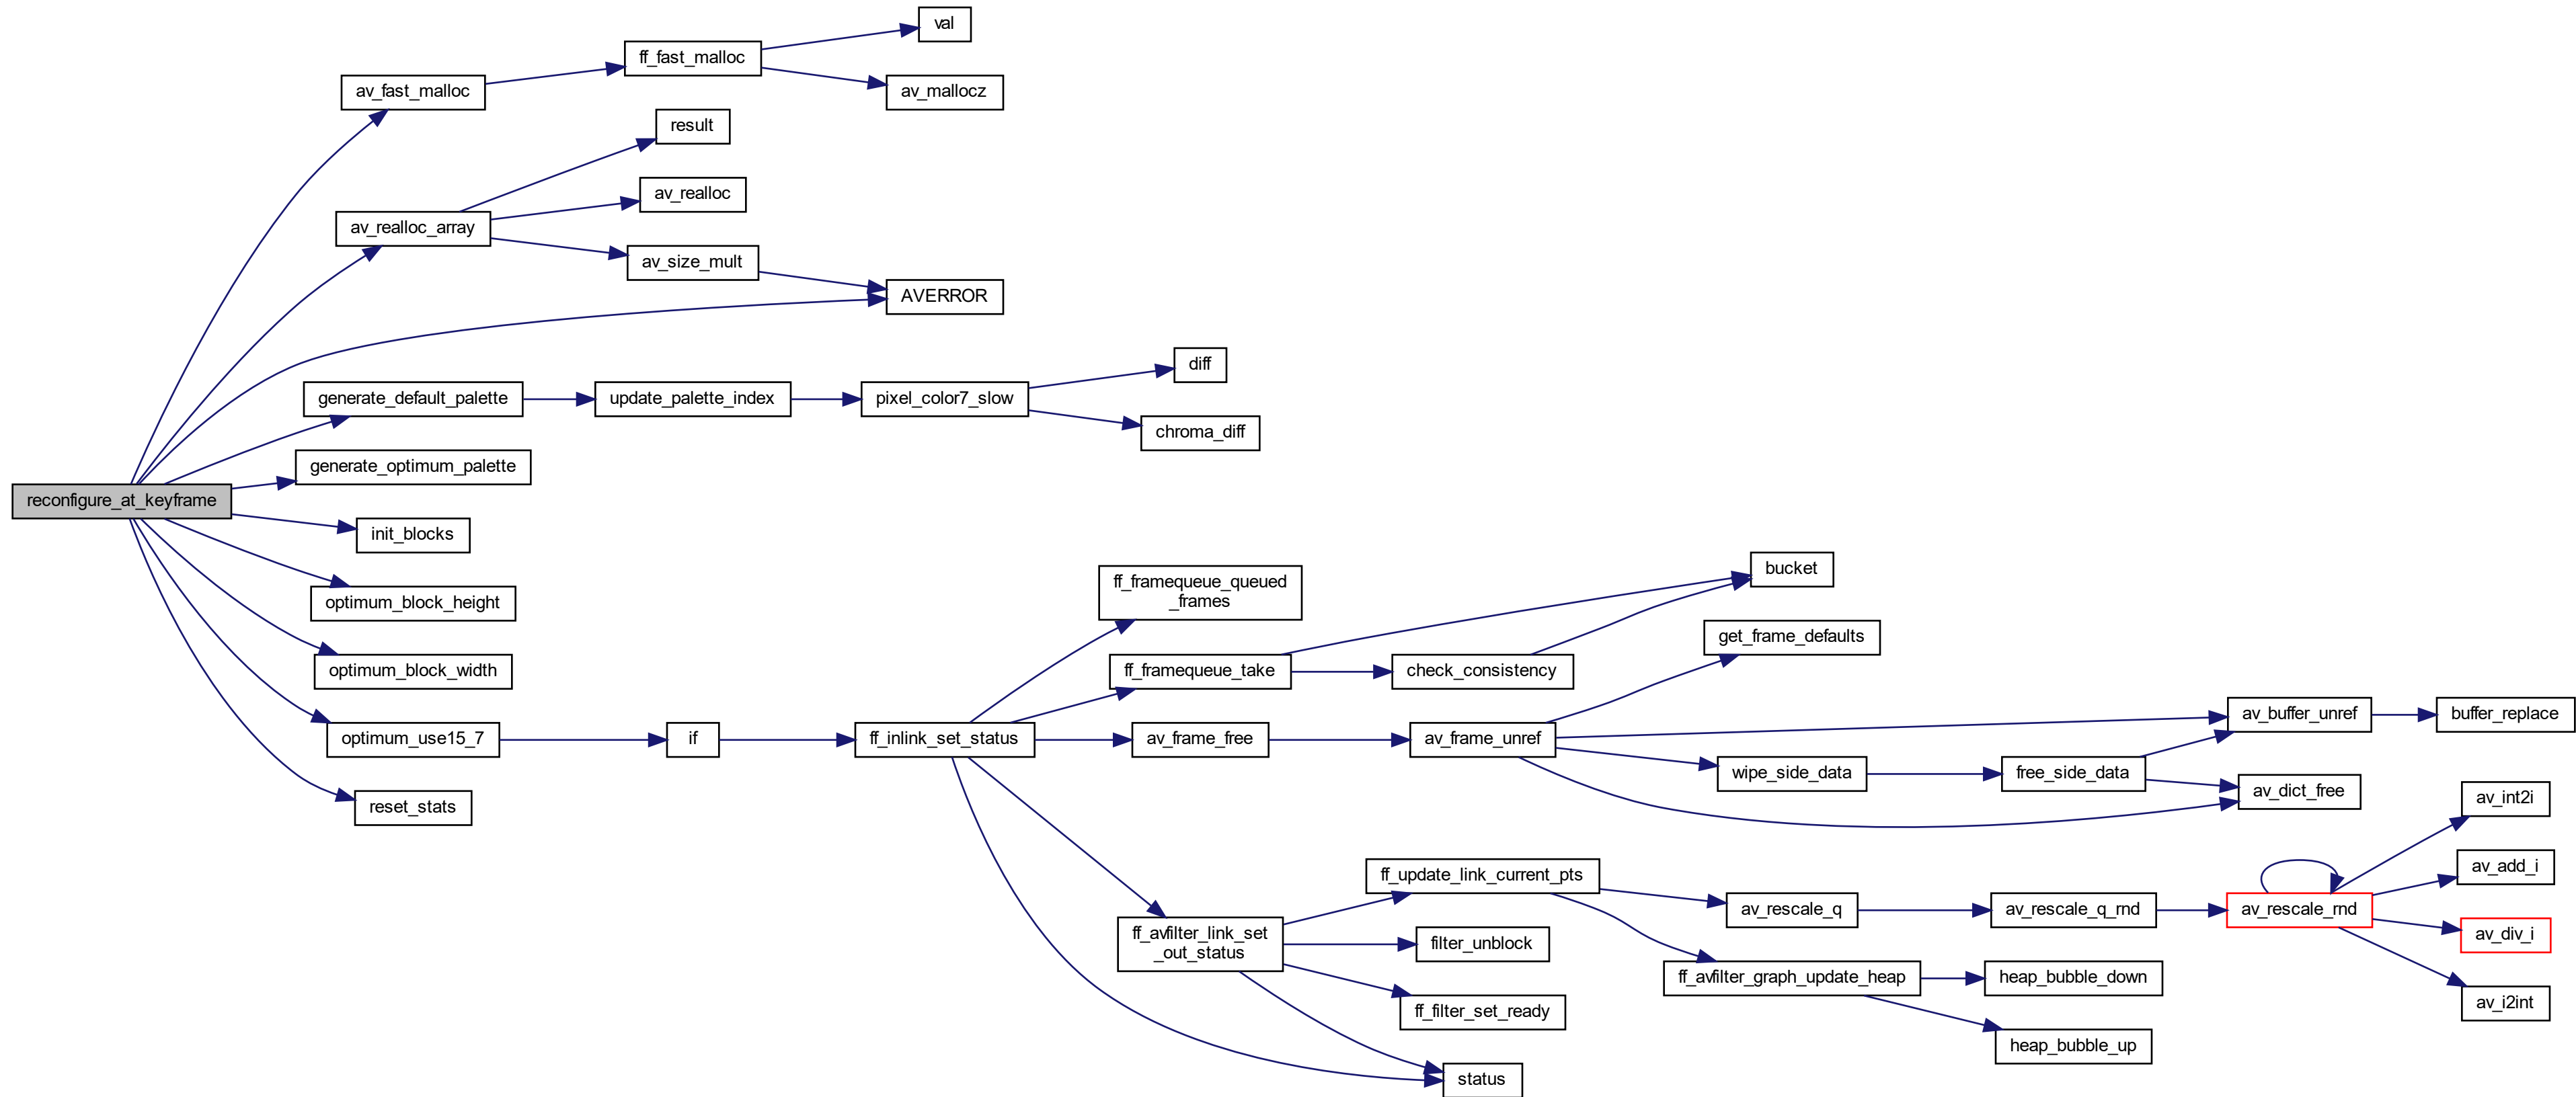 val
ff_fast_malloc
av_fast_malloc
av_mallocz
result
av_realloc
av_realloc_array
av_size_mult
AVERROR
diff
generate_default_palette
update_palette_index
pixel_color7_slow
chroma_diff
generate_optimum_palette
reconfigure_at_keyframe
init_blocks
bucket
ff_framequeue_queued
_frames
optimum_block_height
get_frame_defaults
optimum_block_width
ff_framequeue_take
check_consistency
av_buffer_unref
buffer_replace
optimum_use15_7
if
ff_inlink_set_status
av_frame_free
av_frame_unref
wipe_side_data
free_side_data
av_dict_free
reset_stats
av_int2i
ff_update_link_current_pts
av_add_i
av_rescale_q
av_rescale_q_rnd
av_rescale_rnd
ff_avfilter_link_set
_out_status
filter_unblock
av_div_i
ff_avfilter_graph_update_heap
heap_bubble_down
av_i2int
ff_filter_set_ready
heap_bubble_up
status